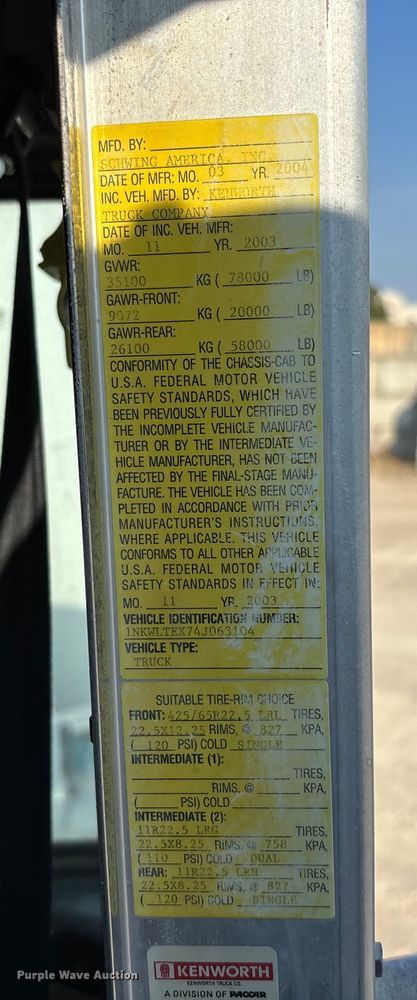 MFD. BY:
SCHWING AMERICA, INC.
DATE OF MFR: MO. 03 YR. 2004
INC. VEH. MFD. BY: KENWORTH
TRUCK COMPANY
DATE OF INC. VEH. MFR:
MO. 11 YR. 2003
GVWR:
35100 KG ( 78000 LB)
GAWR-FRONT:
9072 KG ( 20000 LB)
GAWR-REAR:
26100 KG ( 58000 LB)
CONFORMITY OF THE CHASSIS-CAB TO
U.S.A. FEDERAL MOTOR VEHICLE
SAFETY STANDARDS, WHICH HAVE
BEEN PREVIOUSLY FULLY CERTIFIED BY
THE INCOMPLETE VEHICLE MANUFAC-
TURER OR BY THE INTERMEDIATE VE-
HICLE MANUFACTURER, HAS NOT BEEN
AFFECTED BY THE FINAL-STAGE MANU-
FACTURE. THE VEHICLE HAS BEEN COM-
PLETED IN ACCORDANCE WITH PRIOR
MANUFACTURER'S INSTRUCTIONS,
WHERE APPLICABLE. THIS VEHICLE
CONFORMS TO ALL OTHER APPLICABLE
U.S.A. FEDERAL MOTOR VEHICLE
SAFETY STANDARDS IN EFFECT IN:
MO. 11 YR. 2003
VEHICLE IDENTIFICATION NUMBER:
1NKWLTEX74J063104
VEHICLE TYPE:
TRUCK
SUITABLE TIRE-RIM CHOICE
FRONT: 425/65R22.5 LRL TIRES,
22.5X12.25 RIMS, @ 827 KPA,
( 120 PSI) COLD SINGLE
INTERMEDIATE (1):
TIRES,
RIMS. @ KPA,
( PSI) COLD
INTERMEDIATE (2):
11R22.5 LRG TIRES,
22.5X8.25 RIMS. @ 758 KPA,
( 110 PSI) COLD DUAL
REAR: 11R22.5 LRH TIRES,
22.5X8.25 RIMS, @ 827 KPA,
( 120 PSI) COLD SINGLE
KENWORTH
KENWORTH TRUCK CO.
A DIVISION OF PACCAR
Purple Wave Auction